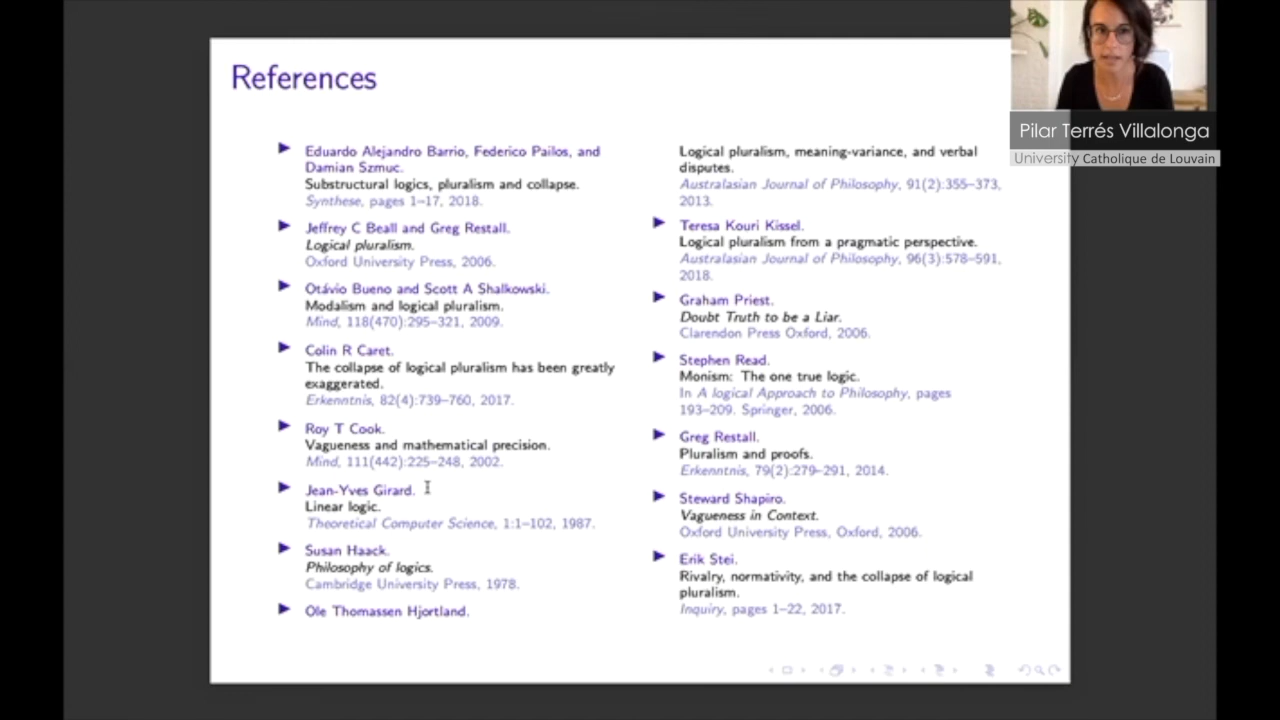 References
Eduardo Alejandro Barrio, Federico Pailos, and
Damian Szmuc.
Substructural logics, pluralism and collapse.
Synthese, pages 1–17, 2018.
Jeffrey C Beall and Greg Restall.
Logical pluralism.
Oxford University Press, 2006.
Otávio Bueno and Scott A Shalkowski.
Modalism and logical pluralism.
Mind, 118(470):295–321, 2009.
Colin R Caret.
The collapse of logical pluralism has been greatly
exaggerated.
Erkenntnis, 82(4):739–760, 2017.
Roy T Cook.
Vagueness and mathematical precision.
Mind, 111(442):225–248, 2002.
Jean-Yves Girard.
Linear logic.
Theoretical Computer Science, 1:1–102, 1987.
Susan Haack.
Philosophy of logics.
Cambridge University Press, 1978.
Ole Thomassen Hjortland.
Logical pluralism, meaning-variance, and verbal
disputes.
Australasian Journal of Philosophy, 91(2):355–373,
2013.
Teresa Kouri Kissel.
Logical pluralism from a pragmatic perspective.
Australasian Journal of Philosophy, 96(3):578–591,
2018.
Graham Priest.
Doubt Truth to be a Liar.
Clarendon Press Oxford, 2006.
Stephen Read.
Monism: The one true logic.
In A logical Approach to Philosophy, pages
193–209. Springer, 2006.
Greg Restall.
Pluralism and proofs.
Erkenntnis, 79(2):279–291, 2014.
Steward Shapiro.
Vagueness in Context.
Oxford University Press, Oxford, 2006.
Erik Stei.
Rivalry, normativity, and the collapse of logical
pluralism.
Inquiry, pages 1–22, 2017.
Pilar Terrés Villalonga
University Catholique de Louvain